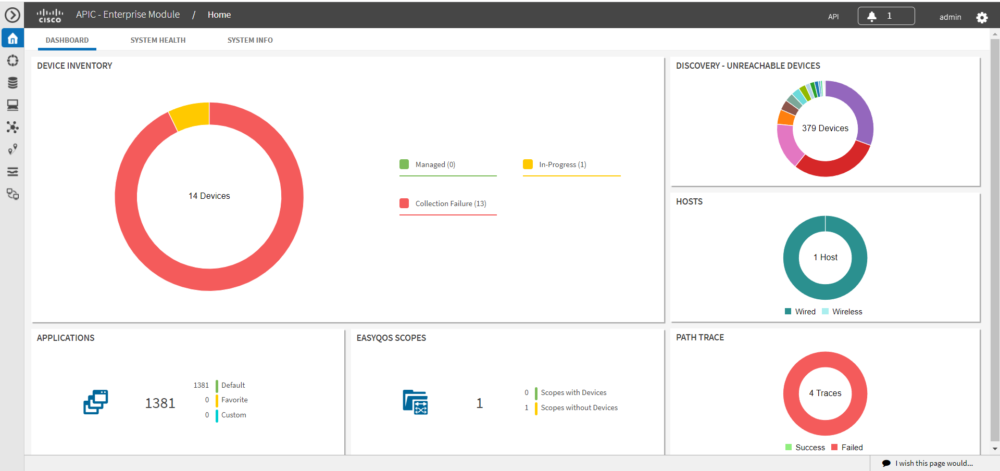 CISCO
APIC - Enterprise Module / Home
API
1
admin
DASHBOARD
SYSTEM HEALTH
SYSTEM INFO
DEVICE INVENTORY
14 Devices
Managed (0)
In-Progress (1)
Collection Failure (13)
DISCOVERY - UNREACHABLE DEVICES
379 Devices
HOSTS
1 Host
Wired
Wireless
APPLICATIONS
1381
1381 Default
0 Favorite
0 Custom
EASYQOS SCOPES
1
0 Scopes with Devices
1 Scopes without Devices
PATH TRACE
4 Traces
Success
Failed
I wish this page would...